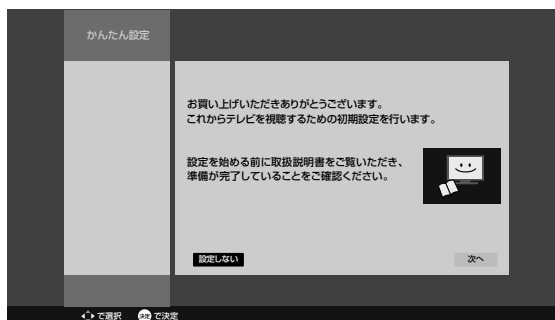 かんたん設定
お買い上げいただきありがとうございます。
これからテレビを視聴するための初期設定を行います。
設定を始める前に取扱説明書をご覧いただき、
準備が完了していることをご確認ください。
設定しない
次へ
で選択 決定 で決定